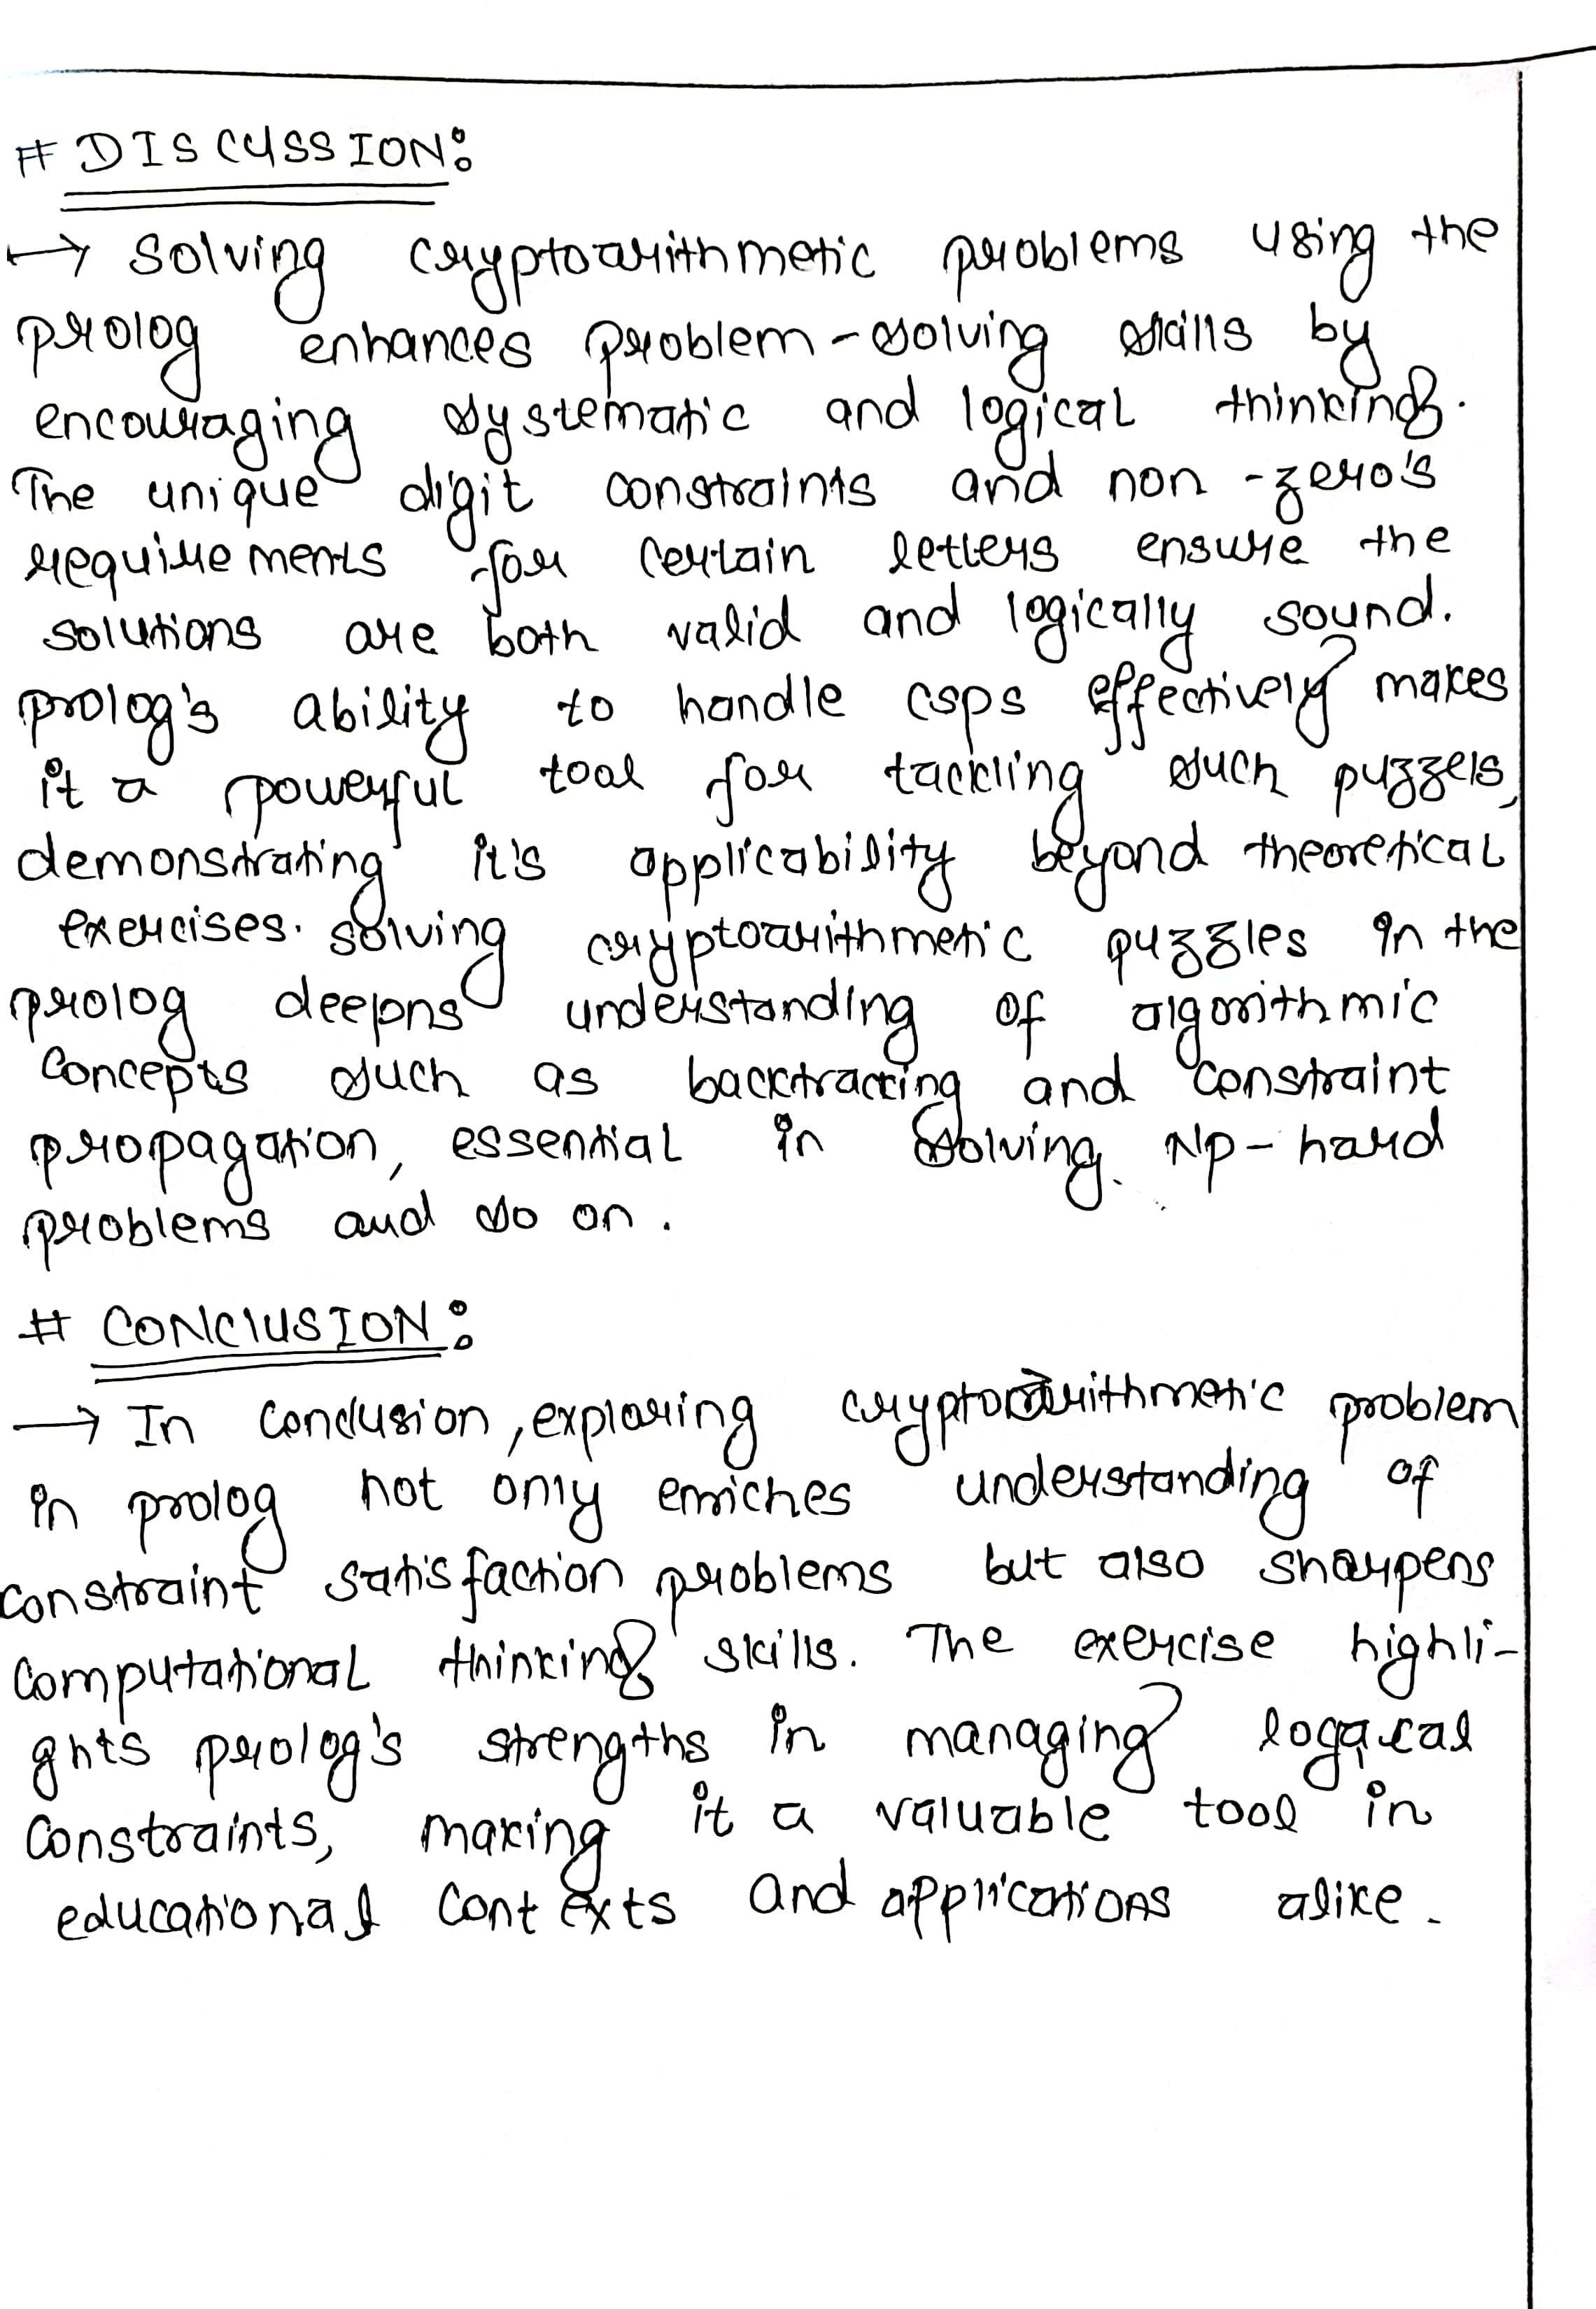 # DISCUSSION:
→ Solving cryptoarithmetic problems using the
prolog enhances problem-solving skills by
encouraging systematic and logical thinking.
The unique digit constraints and non-zero's
requirements for certain letters ensure the
solutions are both valid and logically sound.
prolog's ability to handle csps effectively makes
it a powerful tool for tackling such puzzels,
demonstrating it's applicability beyond theoretical
exercises. solving cryptoarithmetic puzzles in the
prolog deepns understanding of algorithmic
concepts such as backtracking and constraint
propagation, essential in solving. Np-hard
problems and so on.
# CONClUSION:
→ In conclusion, exploring cryptoarithmetic problem
in prolog not only enriches understanding of
constraint satisfaction problems but also sharpens
computational thinking skills. The exercise highli-
ghts prolog's strengths in managing logical
constraints, making it a valuable tool in
educational contexts and applications alike.